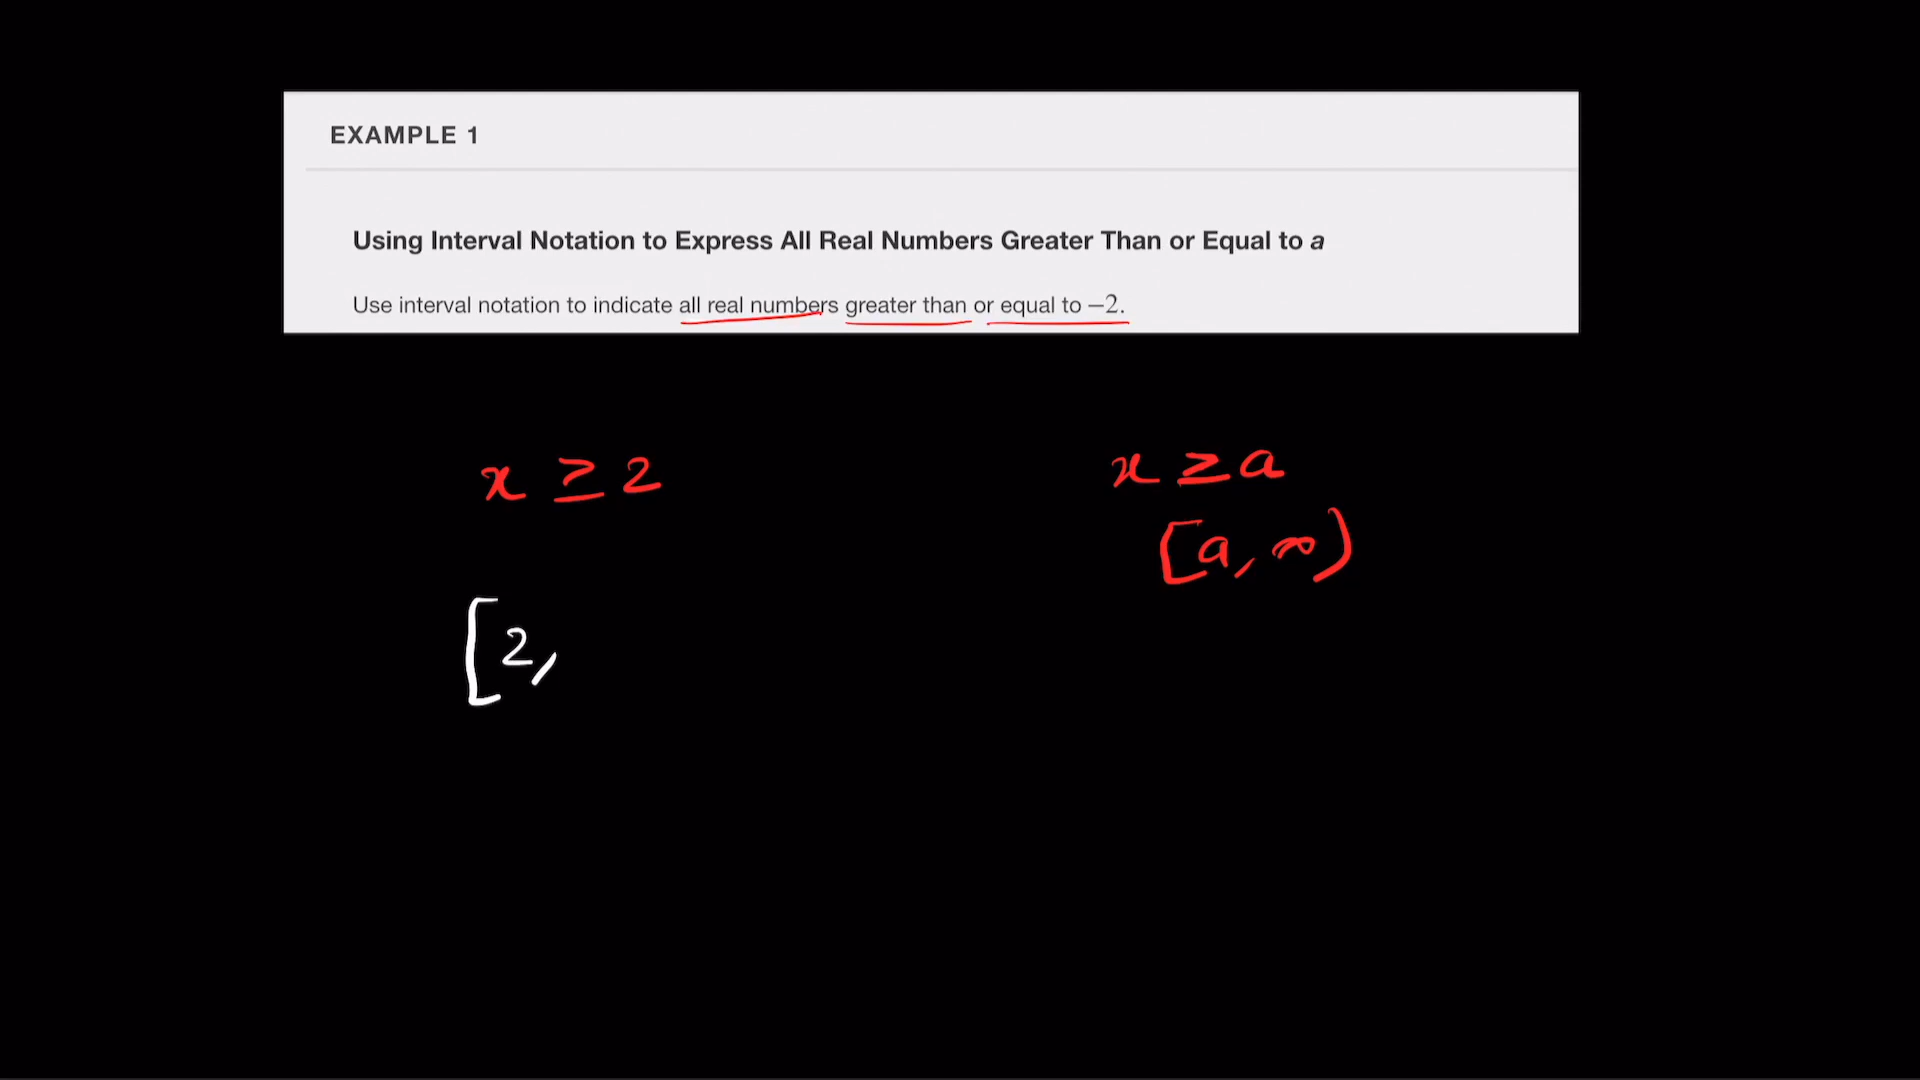 EXAMPLE 1
Using Interval Notation to Express All Real Numbers Greater Than or Equal to a
Use interval notation to indicate all real numbers greater than or equal to −2.
x ≥ 2
x ≥ a
[a, ∞)
[2,